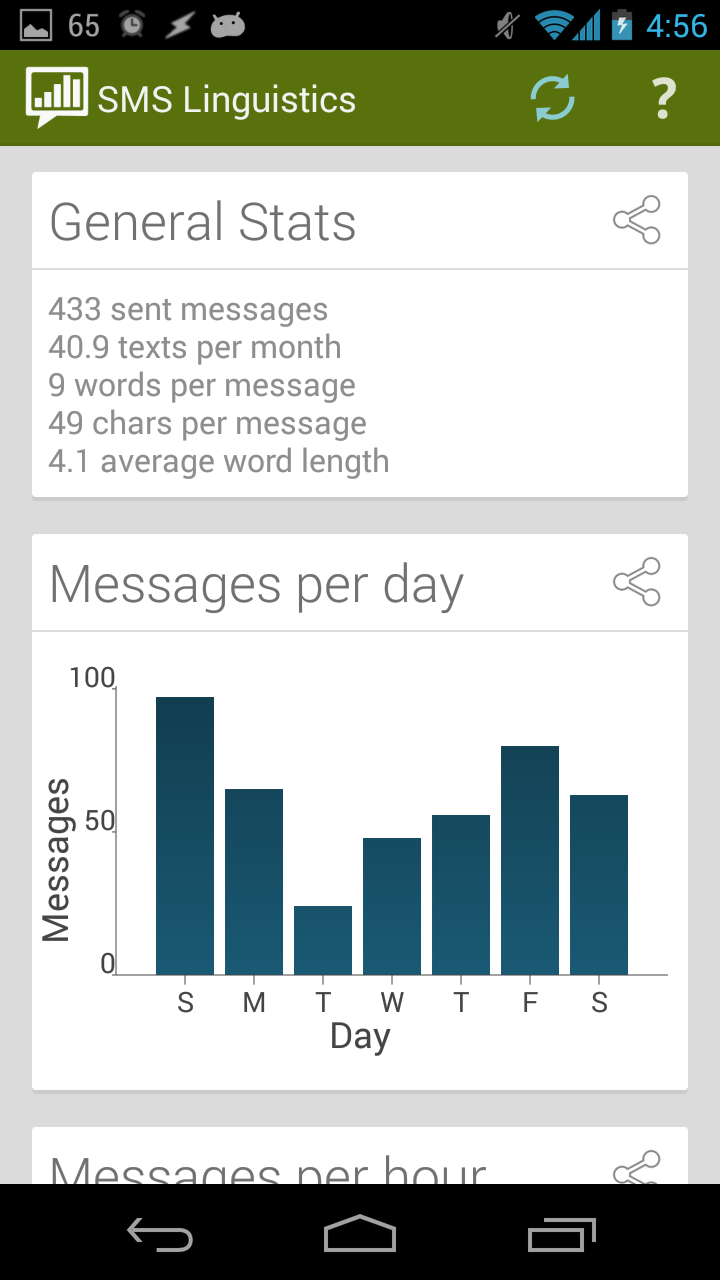 65 4:56
SMS Linguistics ?
General Stats
433 sent messages
40.9 texts per month
9 words per message
49 chars per message
4.1 average word length
Messages per day
100
50
0
Messages
S M T W T F S
Day
Messages per hour